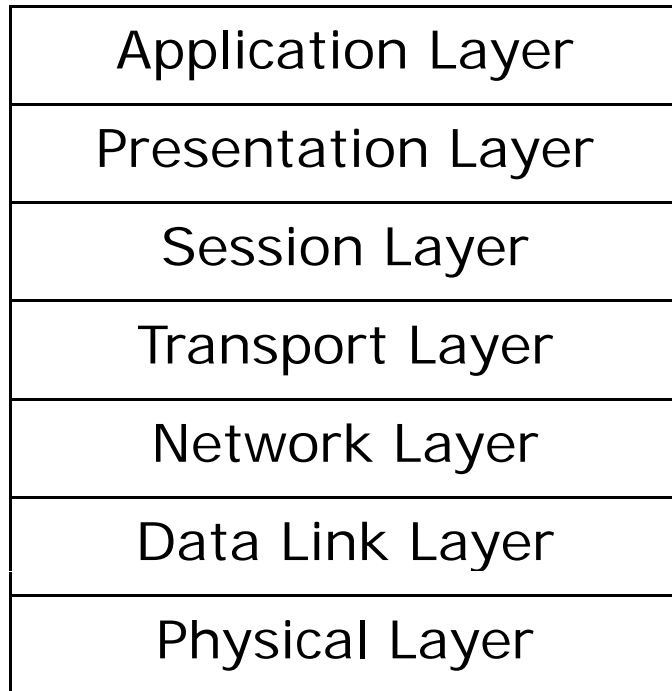 Application Layer
Presentation Layer
Session Layer
Transport Layer
Network Layer
Data Link Layer
Physical Layer